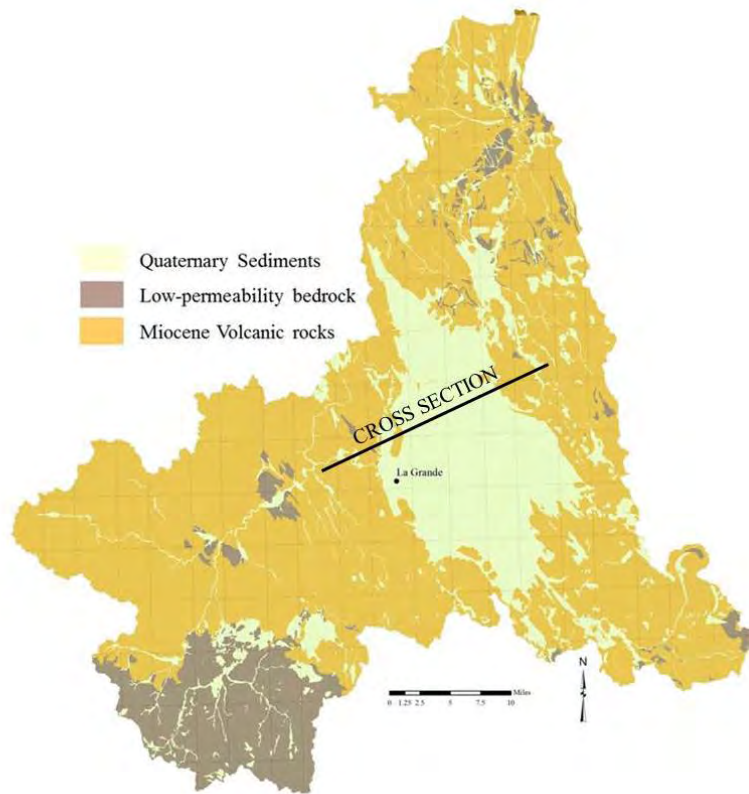 Quaternary Sediments
Low-permeability bedrock
Miocene Volcanic rocks
CROSS SECTION
La Grande
N
Miles
0 1.25 2.5 5 7.5 10